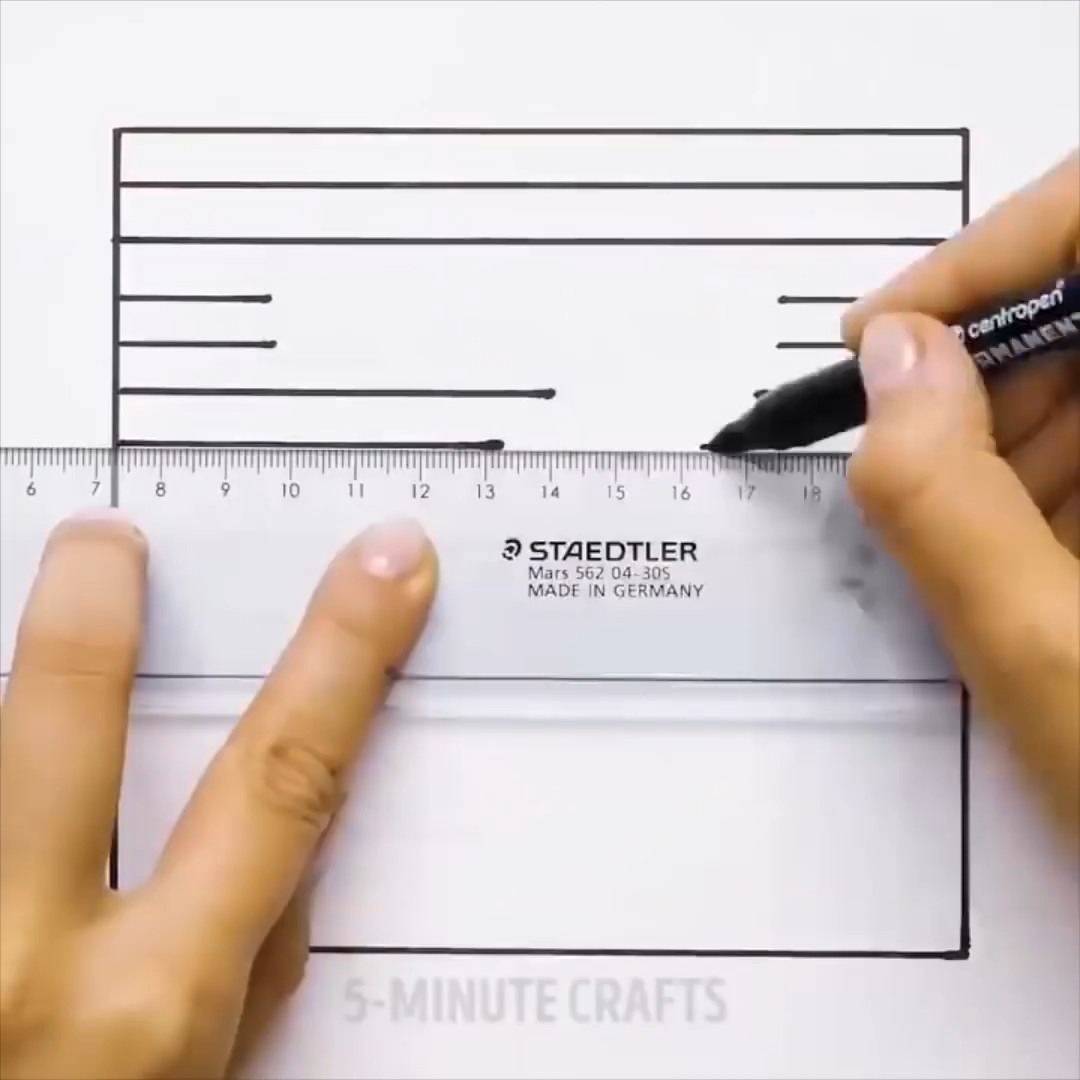 centropen
PERMANENT
6 7 8 9 10 11 12 13 14 15 16 17 18
STAEDTLER
Mars 562 04-30S
MADE IN GERMANY
5-MINUTE CRAFTS